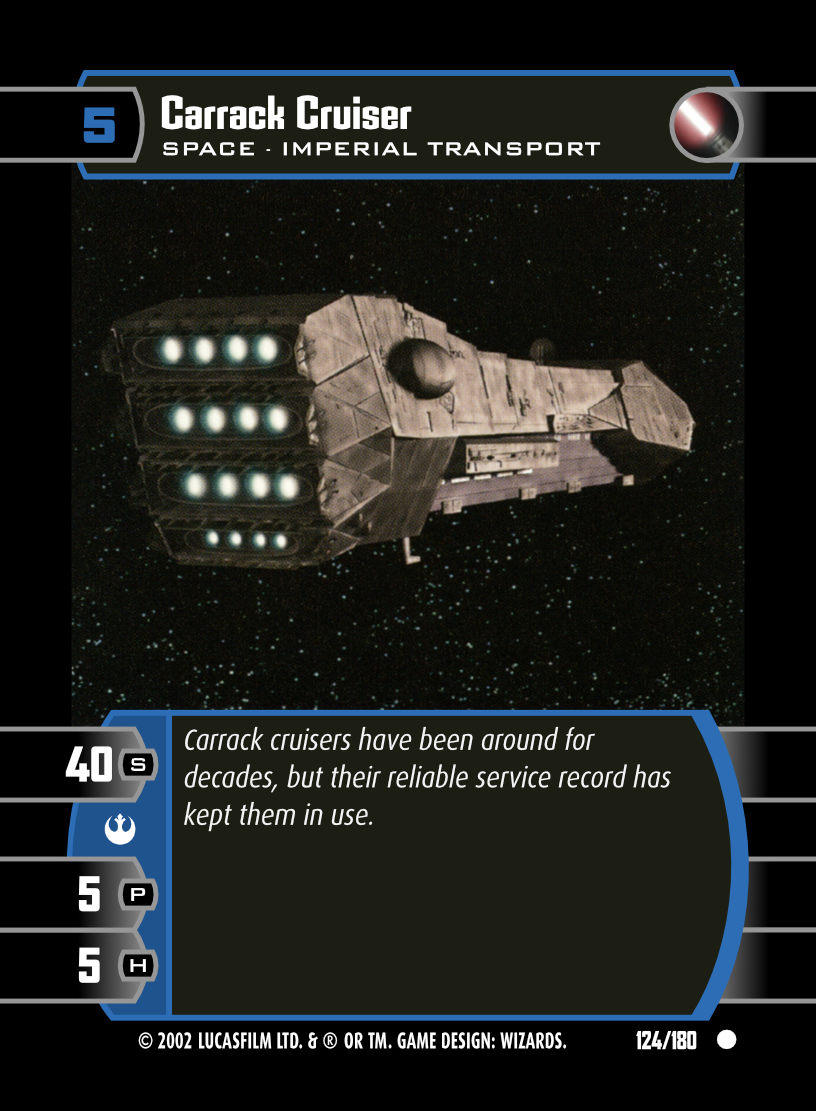 5
Carrack Cruiser
SPACE - IMPERIAL TRANSPORT
40 S
5 P
5 H
Carrack cruisers have been around for
decades, but their reliable service record has
kept them in use.
© 2002 LUCASFILM LTD. & ® OR TM. GAME DESIGN: WIZARDS.
124/180